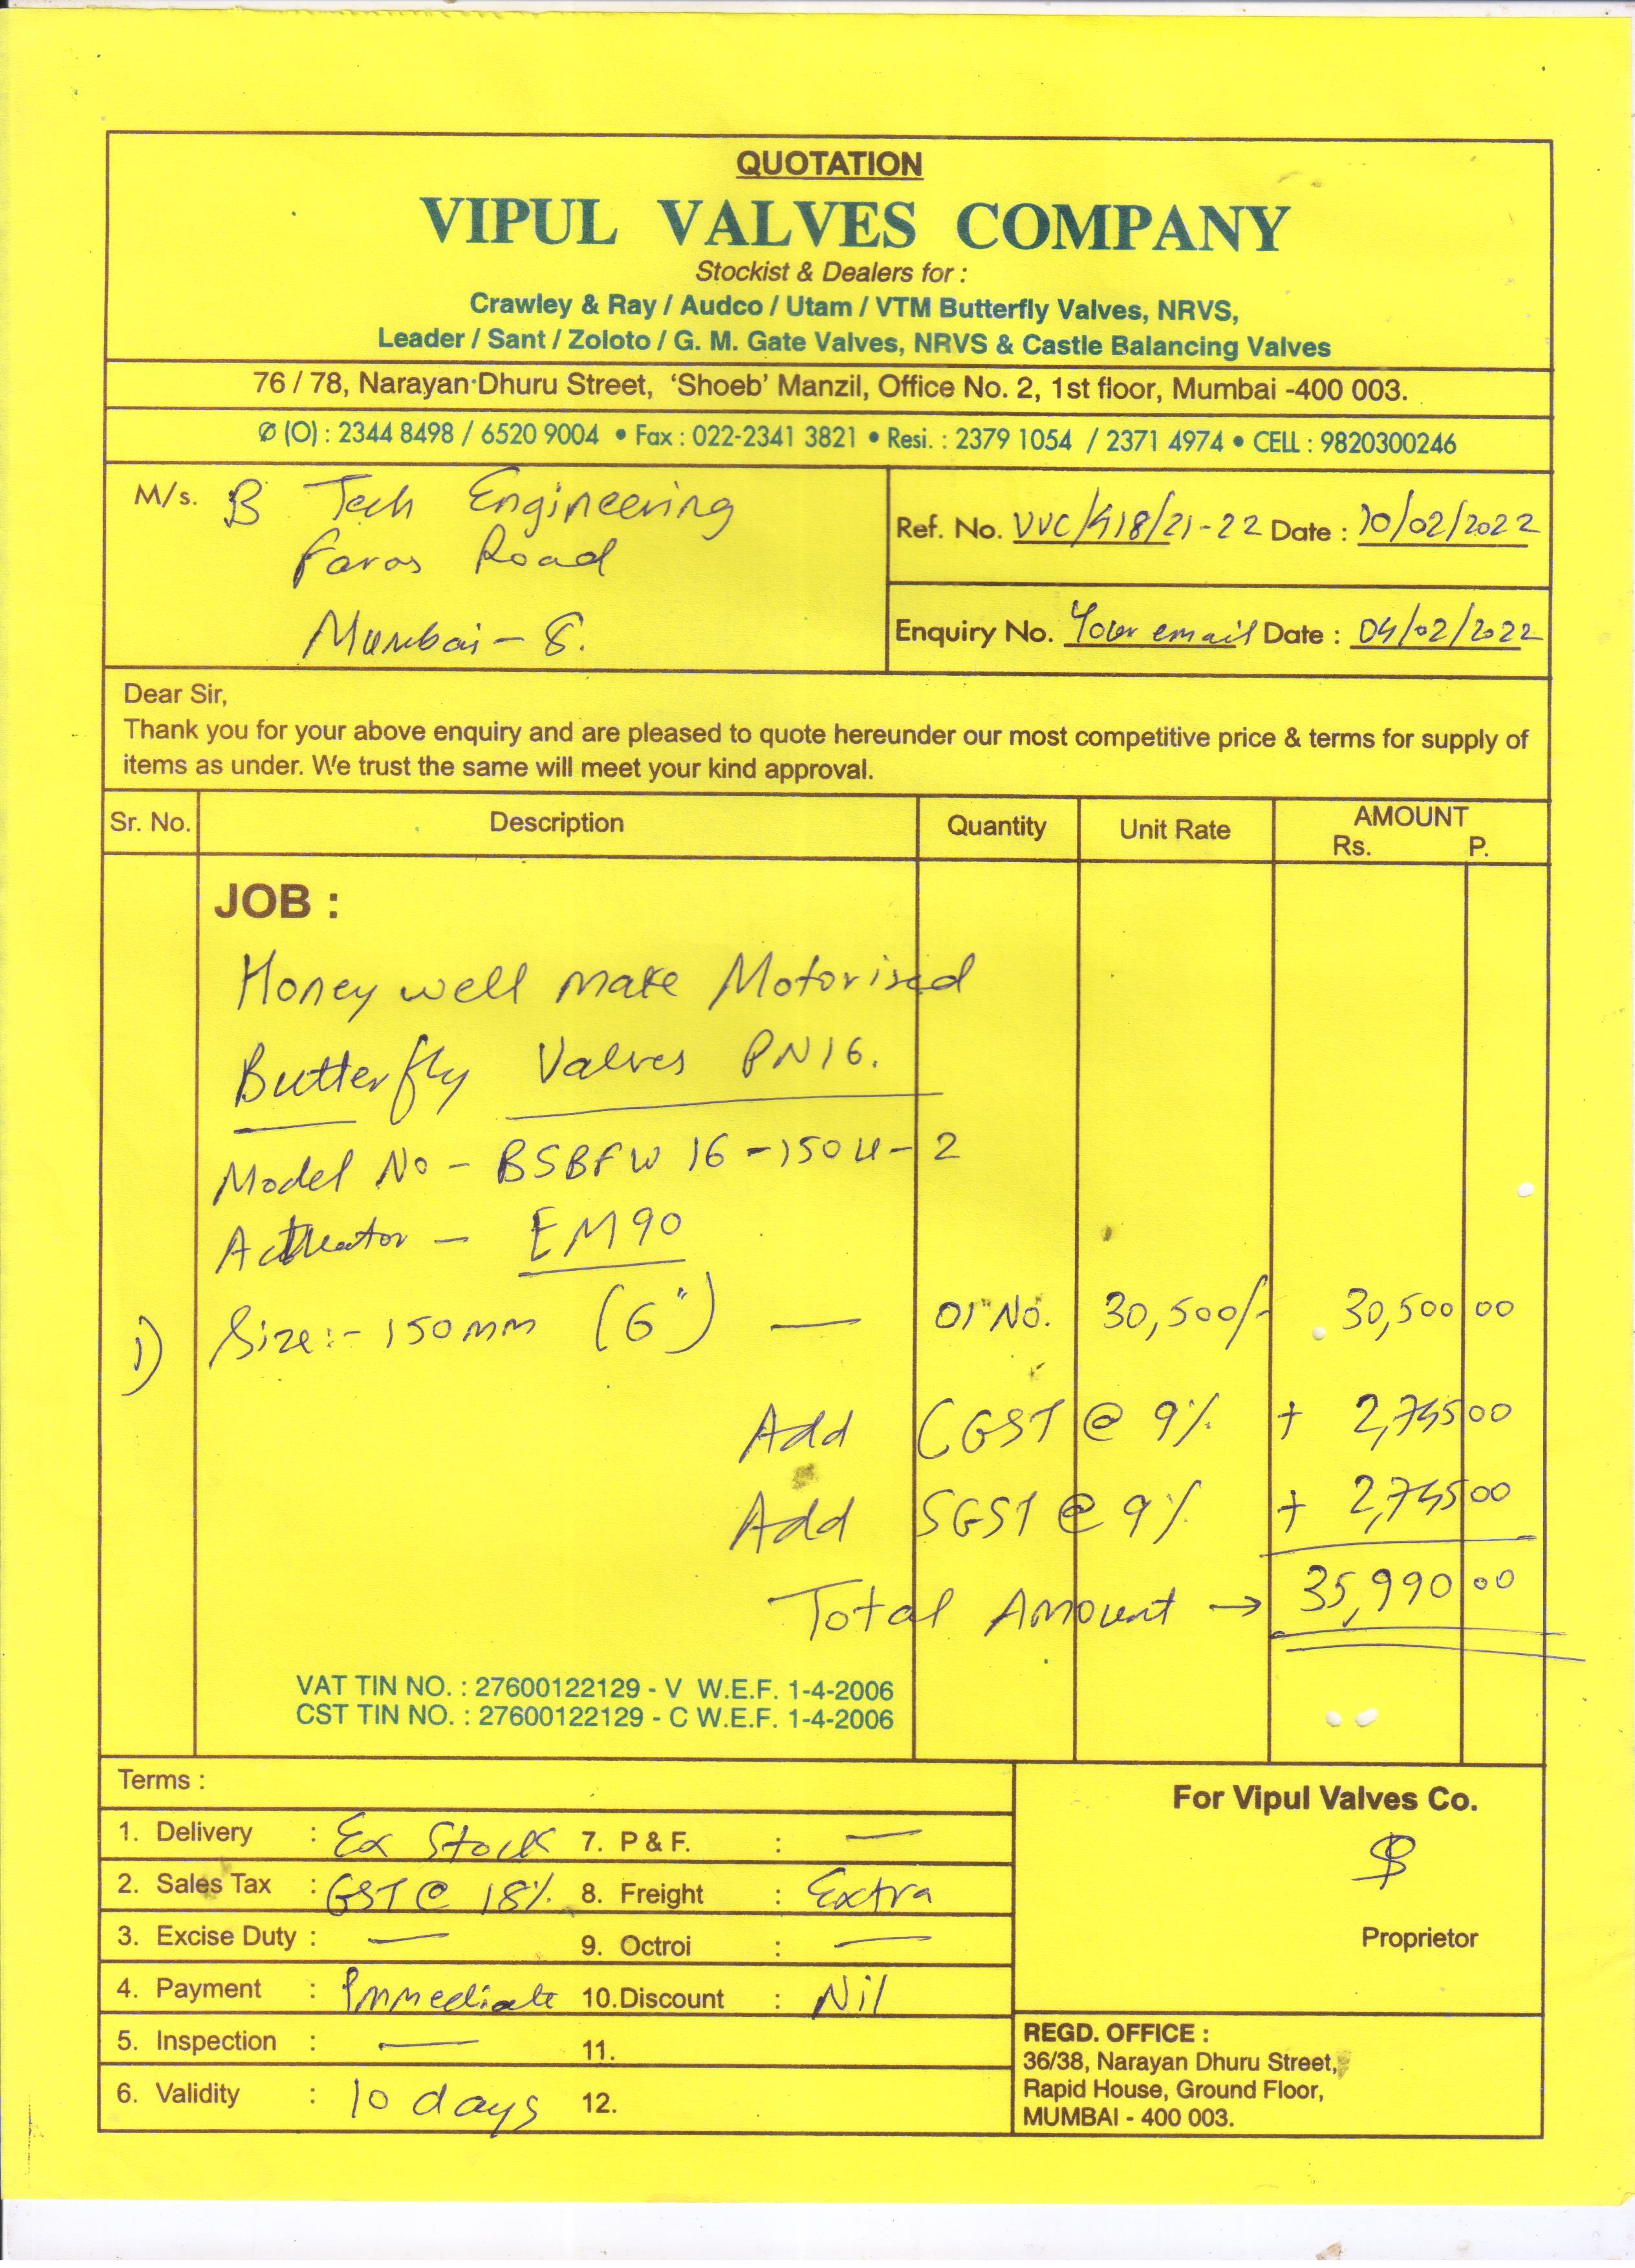 QUOTATION
VIPUL VALVES COMPANY
Stockist & Dealers for :
Crawley & Ray / Audco / Utam / VTM Butterfly Valves, NRVS,
Leader / Sant / Zoloto / G. M. Gate Valves, NRVS & Castle Balancing Valves
76 / 78, Narayan Dhuru Street, 'Shoeb' Manzil, Office No. 2, 1st floor, Mumbai -400 003.
✆ (O) : 2344 8498 / 6520 9004 • Fax : 022-2341 3821 • Resi. : 2379 1054 / 2371 4974 • CELL : 9820300246
M/s. B Tech Engineering
Faras Road
Mumbai - 8.
Ref. No. VVC/418/21-22 Date : 10/02/2022
Enquiry No. Your email Date : 04/02/2022
Dear Sir,
Thank you for your above enquiry and are pleased to quote hereunder our most competitive price & terms for supply of
items as under. We trust the same will meet your kind approval.
Sr. No. Description Quantity Unit Rate AMOUNT
Rs. P.
JOB :
Honeywell make Motorised
Butterfly Valves PN16.
Model No - BSBFW 16-150U-2
Actuator - EM90
1) Size:- 150mm (6") — 01 No. 30,500/- 30,500 00
Add CGST @ 9% + 2,745 00
Add SGST @ 9% + 2,745 00
Total Amount → 35,990 00
VAT TIN NO. : 27600122129 - V W.E.F. 1-4-2006
CST TIN NO. : 27600122129 - C W.E.F. 1-4-2006
Terms :
1. Delivery : Ex Stock 7. P & F. : —
2. Sales Tax : GST @ 18% 8. Freight : Extra
3. Excise Duty : — 9. Octroi : —
4. Payment : Immediate 10. Discount : Nil
5. Inspection : — 11.
6. Validity : 10 days 12.
For Vipul Valves Co.
Proprietor
REGD. OFFICE :
36/38, Narayan Dhuru Street,
Rapid House, Ground Floor,
MUMBAI - 400 003.